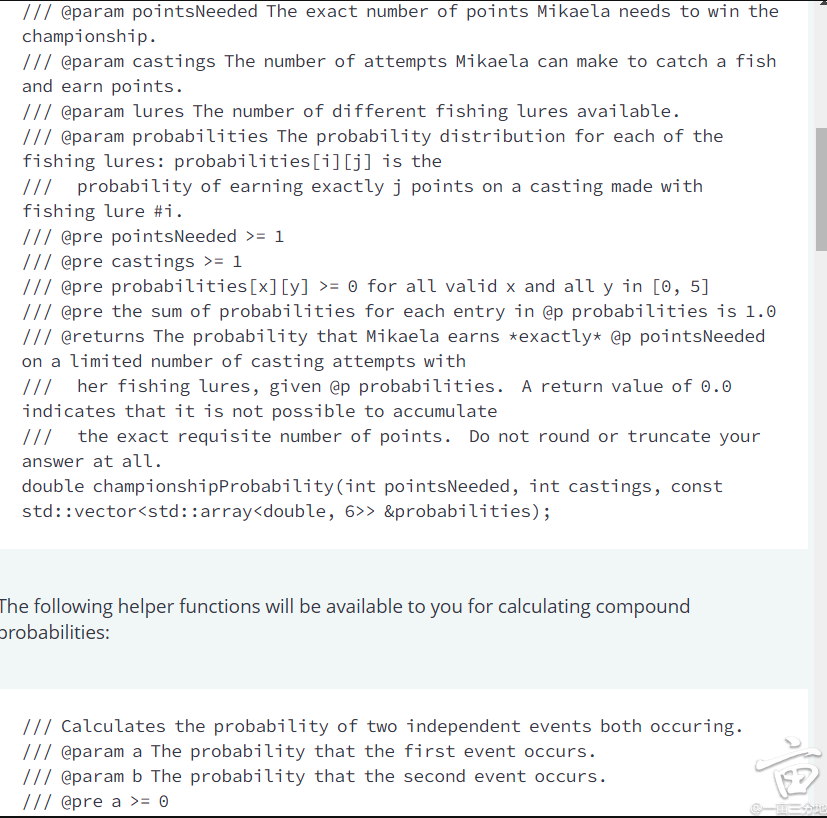 /// @param pointsNeeded The exact number of points Mikaela needs to win the
championship.
/// @param castings The number of attempts Mikaela can make to catch a fish
and earn points.
/// @param lures The number of different fishing lures available.
/// @param probabilities The probability distribution for each of the
fishing lures: probabilities[i][j] is the
///  probability of earning exactly j points on a casting made with
fishing lure #i.
/// @pre pointsNeeded >= 1
/// @pre castings >= 1
/// @pre probabilities[x][y] >= 0 for all valid x and all y in [0, 5]
/// @pre the sum of probabilities for each entry in @p probabilities is 1.0
/// @returns The probability that Mikaela earns *exactly* @p pointsNeeded
on a limited number of casting attempts with
///  her fishing lures, given @p probabilities.  A return value of 0.0
indicates that it is not possible to accumulate
///  the exact requisite number of points.  Do not round or truncate your
answer at all.
double championshipProbability(int pointsNeeded, int castings, const
std::vector<std::array<double, 6>> &probabilities);
The following helper functions will be available to you for calculating compound
probabilities:
/// Calculates the probability of two independent events both occuring.
/// @param a The probability that the first event occurs.
/// @param b The probability that the second event occurs.
/// @pre a >= 0
@一亩三分地